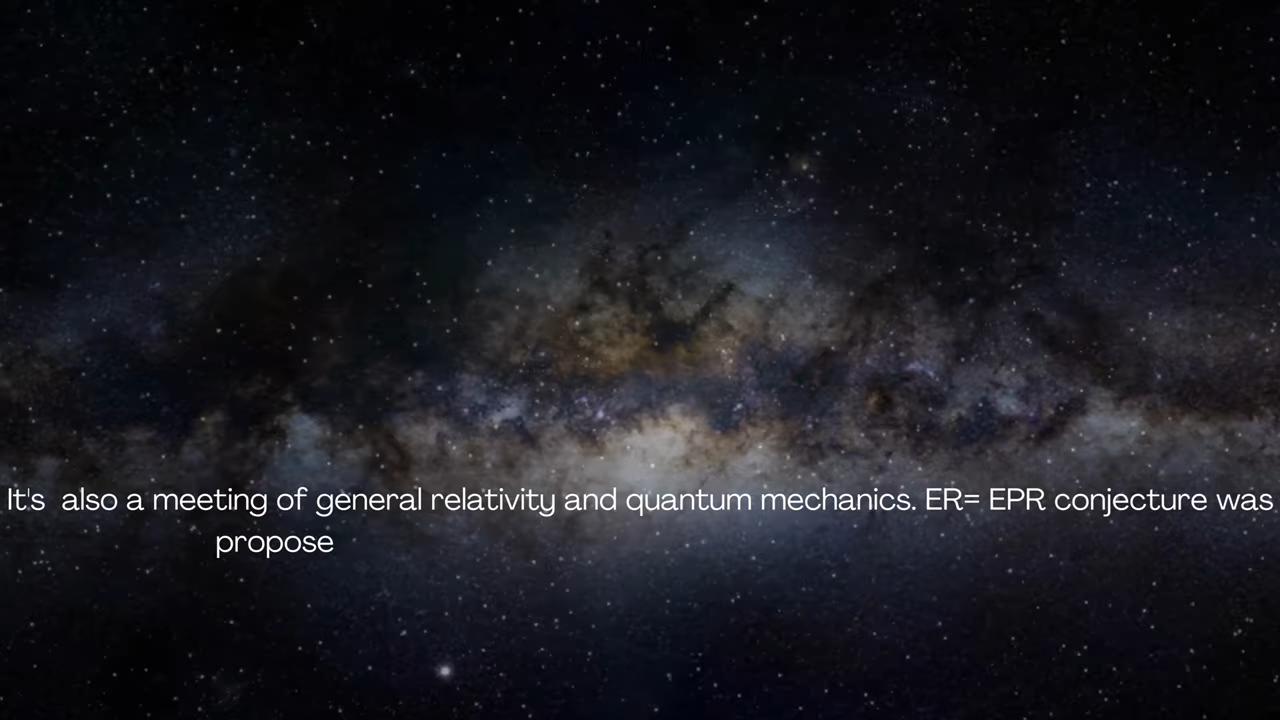 It's  also a meeting of general relativity and quantum mechanics. ER= EPR conjecture was
propose